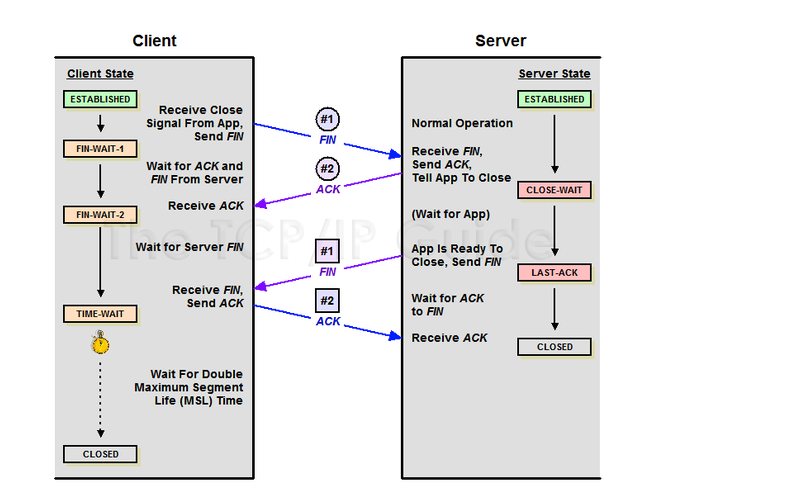 Client
Server
Client State
Server State
ESTABLISHED
ESTABLISHED
Receive Close
Signal From App,
Send FIN
#1
FIN
Normal Operation
FIN-WAIT-1
Receive FIN,
Send ACK,
Tell App To Close
Wait for ACK and
FIN From Server
#2
ACK
CLOSE-WAIT
Receive ACK
FIN-WAIT-2
(Wait for App)
The TCP/IP Guide
Wait for Server FIN
#1
FIN
App Is Ready To
Close, Send FIN
LAST-ACK
Receive FIN,
Send ACK
#2
ACK
Wait for ACK
to FIN
TIME-WAIT
Receive ACK
CLOSED
Wait For Double
Maximum Segment
Life (MSL) Time
CLOSED